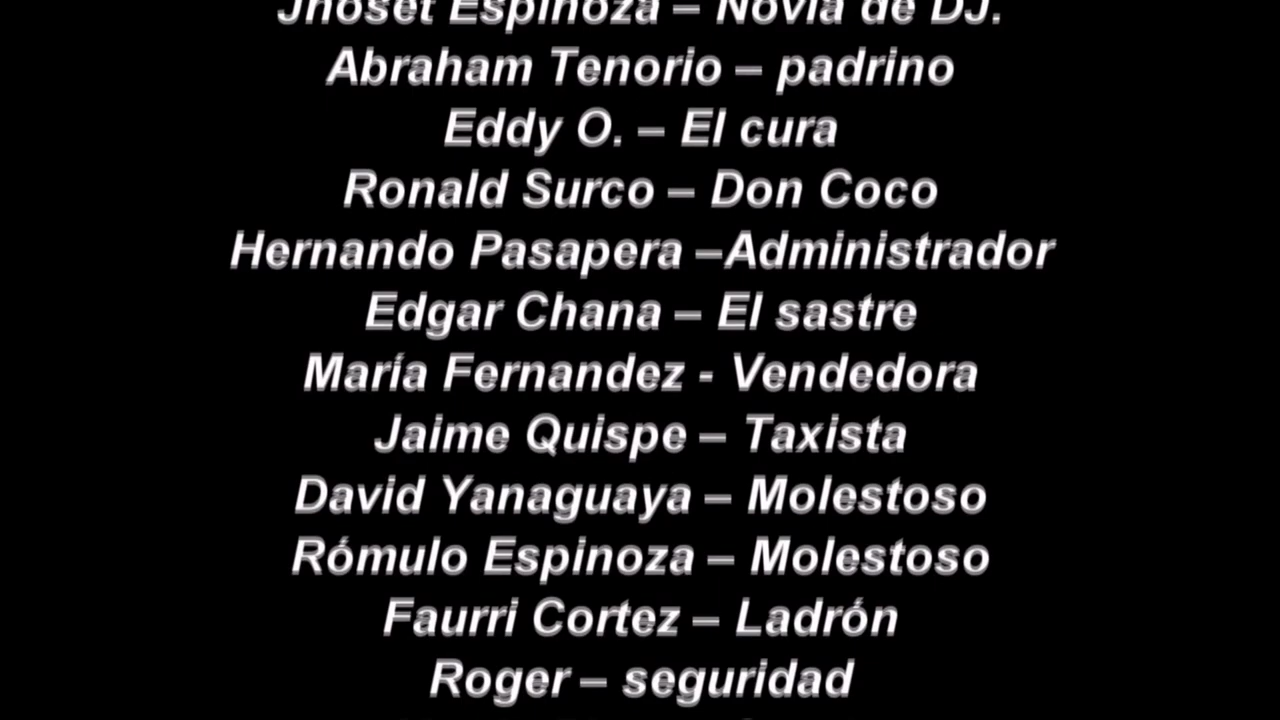 Jhoset Espinoza – Novia de DJ.
Abraham Tenorio – padrino
Eddy O. – El cura
Ronald Surco – Don Coco
Hernando Pasapera –Administrador
Edgar Chana – El sastre
María Fernandez - Vendedora
Jaime Quispe – Taxista
David Yanaguaya – Molestoso
Rómulo Espinoza – Molestoso
Faurri Cortez – Ladrón
Roger – seguridad